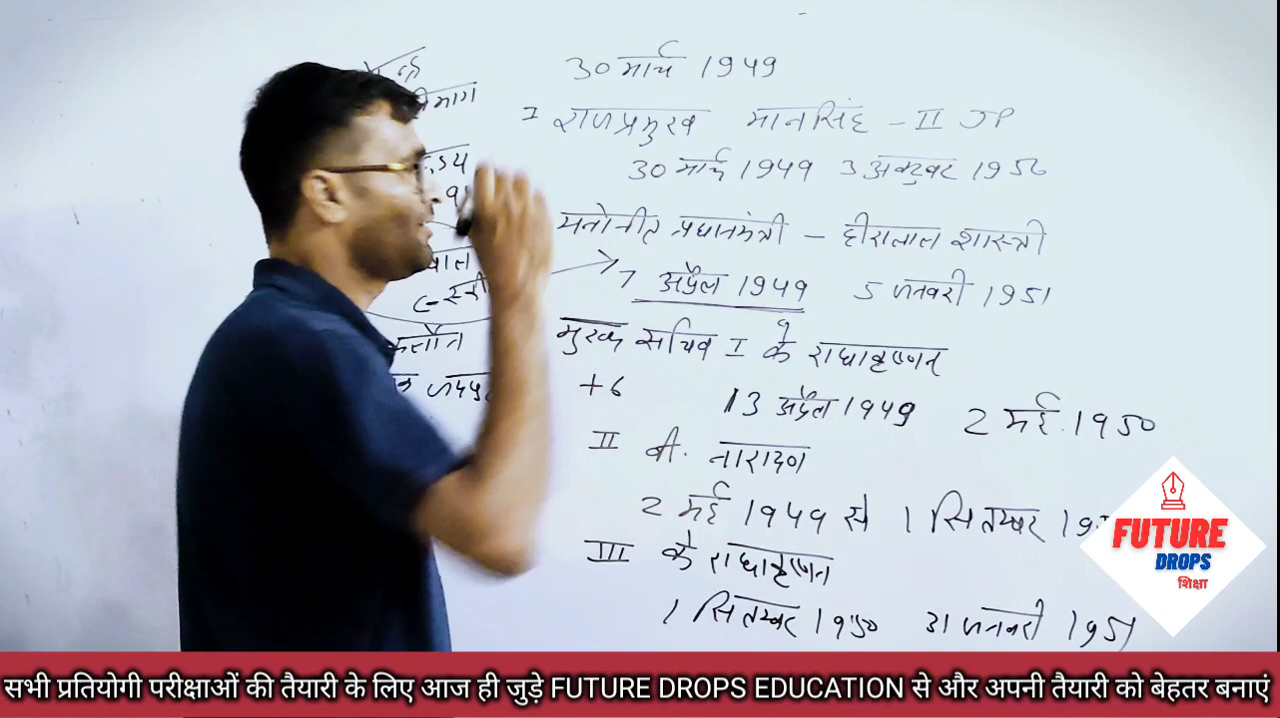 30 मार्च 1949
I राजप्रमुख मानसिंह - II JP
30 मार्च 1949 3 अक्टुबर 1956
मनोनीत प्रधानमंत्री - हीरालाल शास्त्री
7 अप्रैल 1949 5 जनवरी 1951
मुख्य सचिव I के राधाकृष्णन
+6 13 अप्रैल 1949 2 मई 1950
II वी. नारायण
2 मई 1949 से 1 सितम्बर
III के राधाकृष्णन
1 सितम्बर 1950 31 जनवरी 1951
FUTURE
DROPS
शिक्षा
सभी प्रतियोगी परीक्षाओं की तैयारी के लिए आज ही जुड़े FUTURE DROPS EDUCATION से और अपनी तैयारी को बेहतर बनाएं